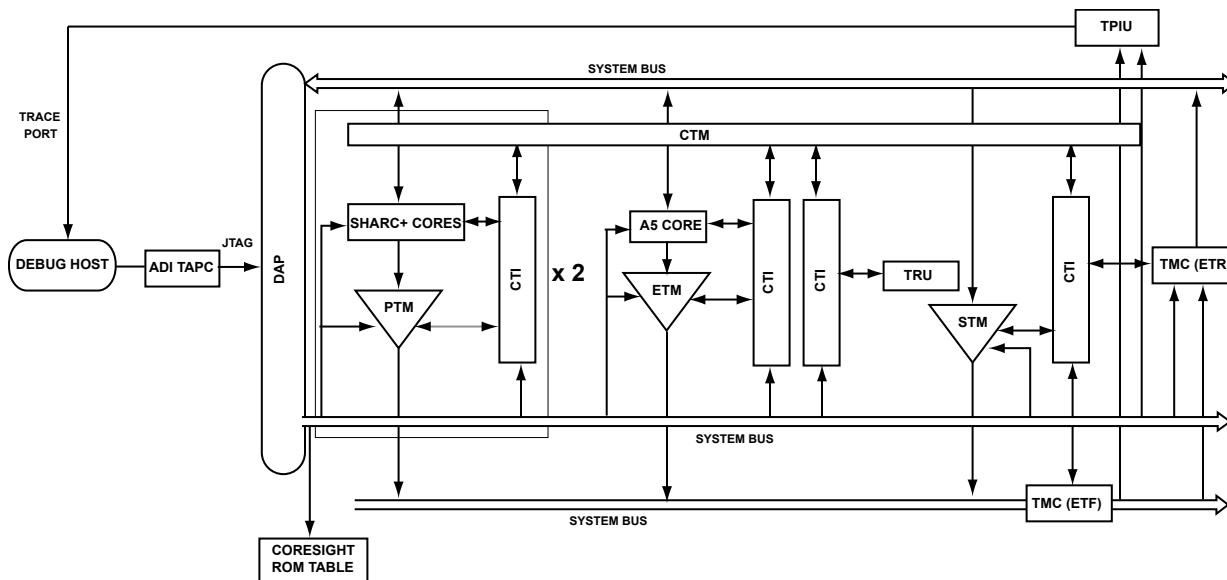 TPIU
SYSTEM BUS
TRACE
PORT
CTM
SHARC+ CORES
A5 CORE
DEBUG HOST
ADI TAPC
JTAG
DAP
CTI
x 2
CTI
CTI
TRU
CTI
TMC (ETR
PTM
ETM
STM
SYSTEM BUS
TMC (ETF)
SYSTEM BUS
CORESIGHT
ROM TABLE